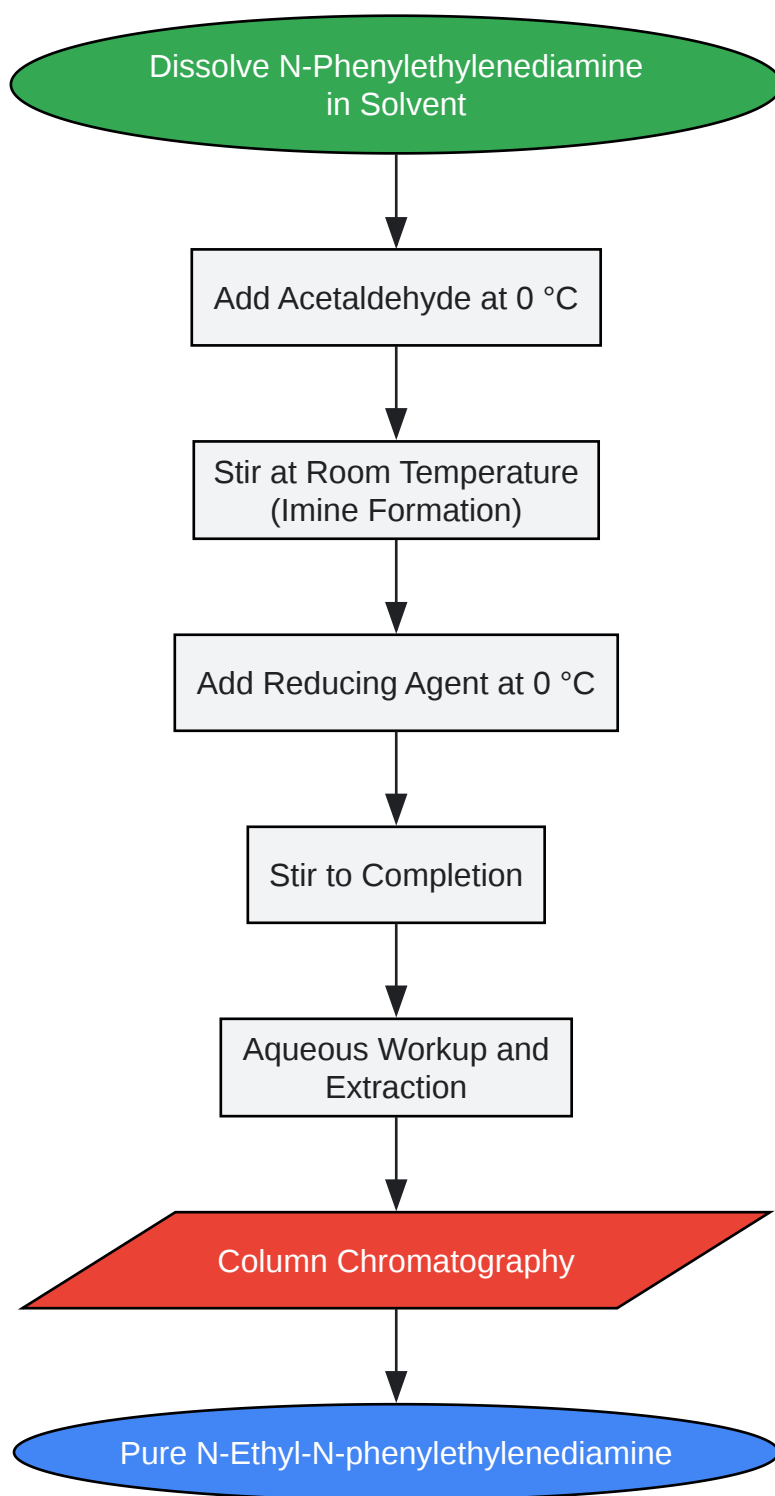 Dissolve N-Phenylethylenediamine
in Solvent
Add Acetaldehyde at 0 °C
Stir at Room Temperature
(Imine Formation)
Add Reducing Agent at 0 °C
Stir to Completion
Aqueous Workup and
Extraction
Column Chromatography
Pure N-Ethyl-N-phenylethylenediamine